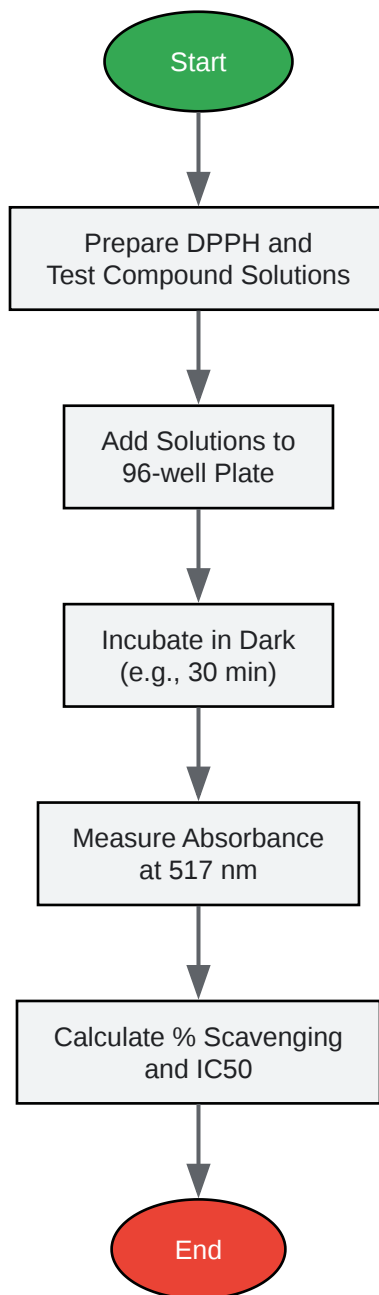 Start
Prepare DPPH and
Test Compound Solutions
Add Solutions to
96-well Plate
Incubate in Dark
(e.g., 30 min)
Measure Absorbance
at 517 nm
Calculate % Scavenging
and IC50
End